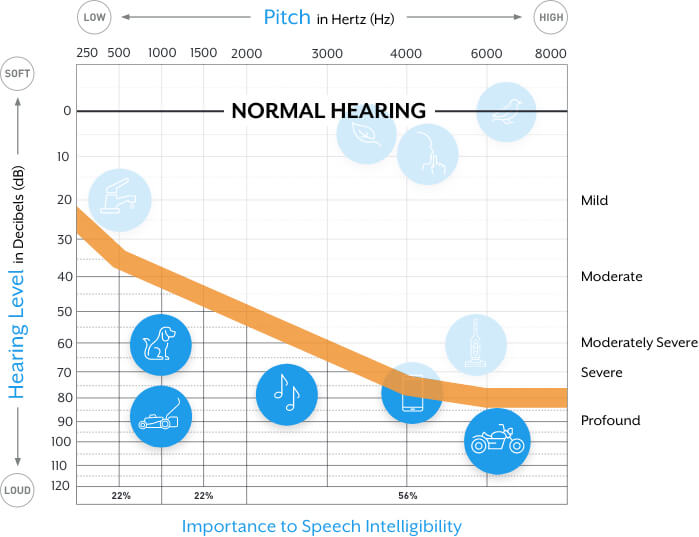 LOW
Pitch in Hertz (Hz)
HIGH
250 500 1000 1500 2000 3000 4000 6000 8000
SOFT
Hearing Level in Decibels (dB)
LOUD
0
10
20
30
40
50
60
70
80
90
100
110
120
NORMAL HEARING
Mild
Moderate
Moderately Severe
Severe
Profound
22% 22% 56%
Importance to Speech Intelligibility